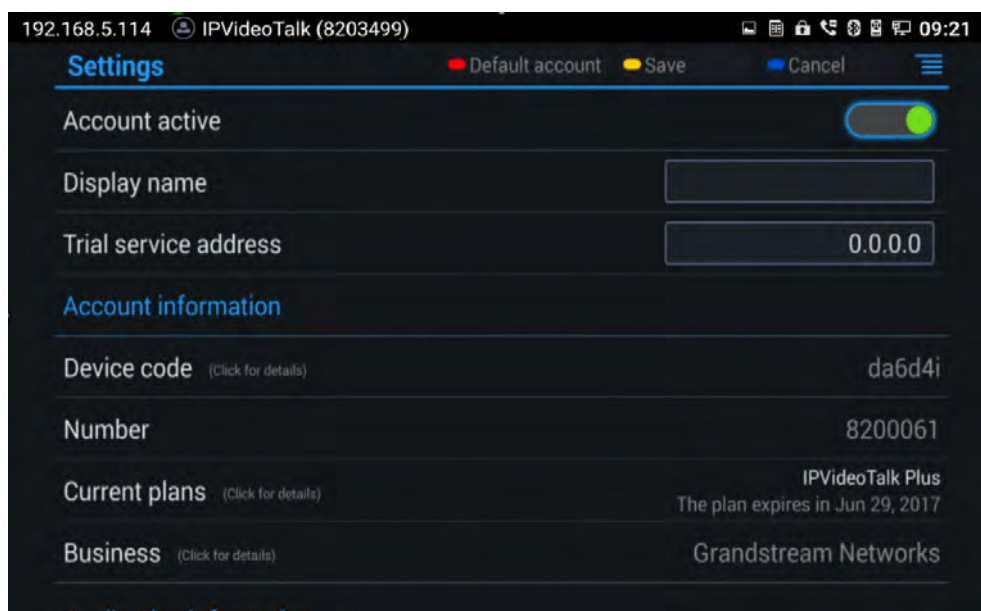 192.168.5.114 IPVideoTalk (8203499) 09:21
Settings Default account Save Cancel
Account active
Display name
Trial service address 0.0.0.0
Account information
Device code (Click for details) da6d4i
Number 8200061
Current plans (Click for details) IPVideoTalk Plus
The plan expires in Jun 29, 2017
Business (Click for details) Grandstream Networks